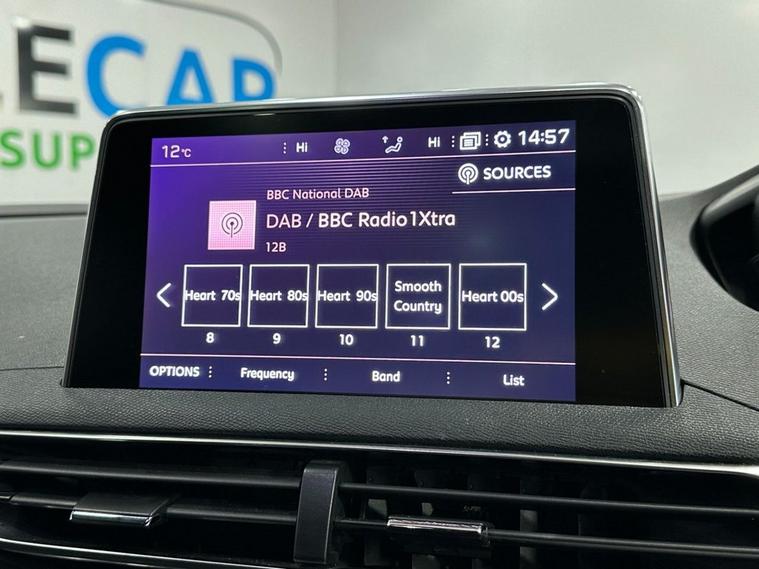 LECAR
SUP
12°C
Hi
Hi
14:57
SOURCES
BBC National DAB
DAB / BBC Radio 1Xtra
12B
Heart 70s
Heart 80s
Heart 90s
Smooth
Country
Heart 00s
8
9
10
11
12
OPTIONS
Frequency
Band
List